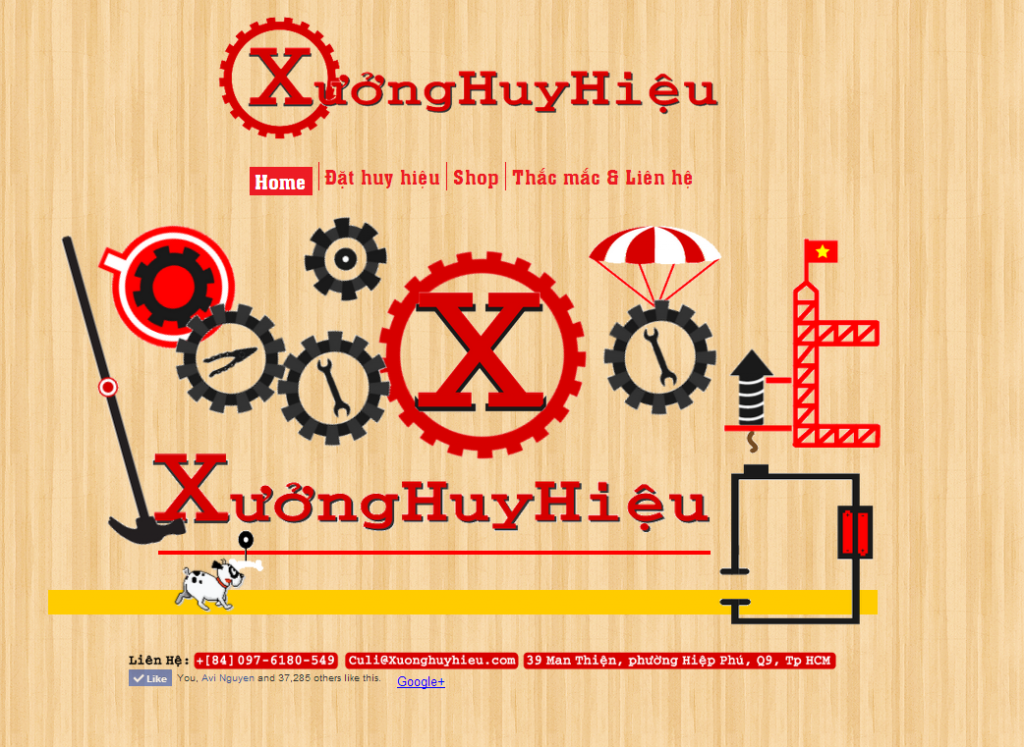 XưởngHuyHiệu
Home Đặt huy hiệu Shop Thắc mắc & Liên hệ
X
XưởngHuyHiệu
Liên Hệ: +[84]097-6180-549 Culi@Xuonghuyhieu.com 39 Man Thiện, phường Hiệp Phú, Q9, Tp HCM
Like You, Avi Nguyen and 37,285 others like this. Google+